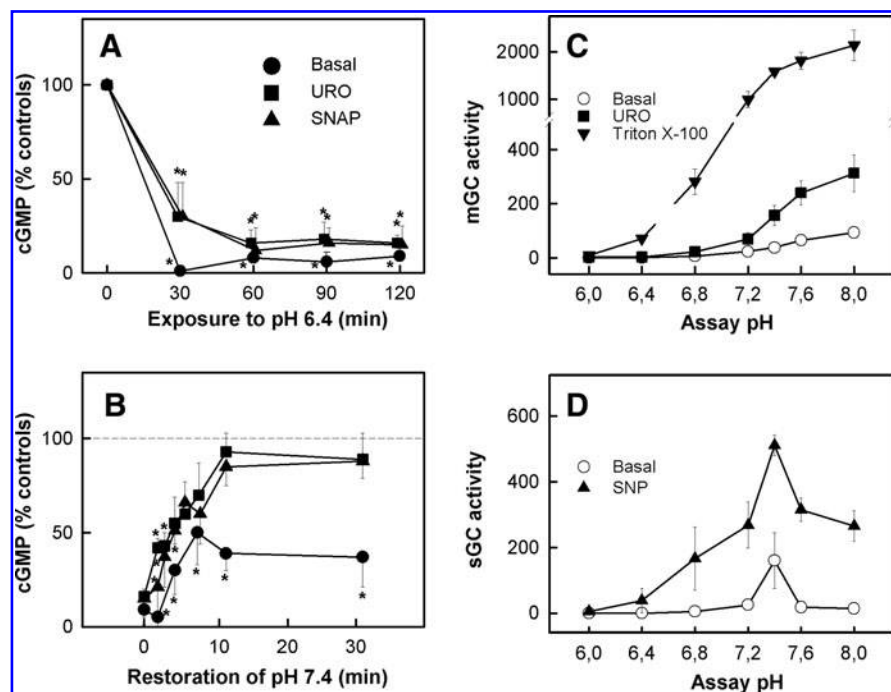 A
Basal
URO
SNAP
100
50
0
cGMP (% controls)
* *
* *
* *
*
*
*
*
*
*
*
0 30 60 90 120
Exposure to pH 6.4 (min)
B
100
50
0
cGMP (% controls)
*
*
*
*
*
*
*
*
*
*
0 10 20 30
Restoration of pH 7.4 (min)
C
Basal
URO
Triton X-100
2000
1000
400
200
0
mGC activity
6,0 6,4 6,8 7,2 7,6 8,0
Assay pH
D
Basal
SNP
600
400
200
0
sGC activity
6,0 6,4 6,8 7,2 7,6 8,0
Assay pH